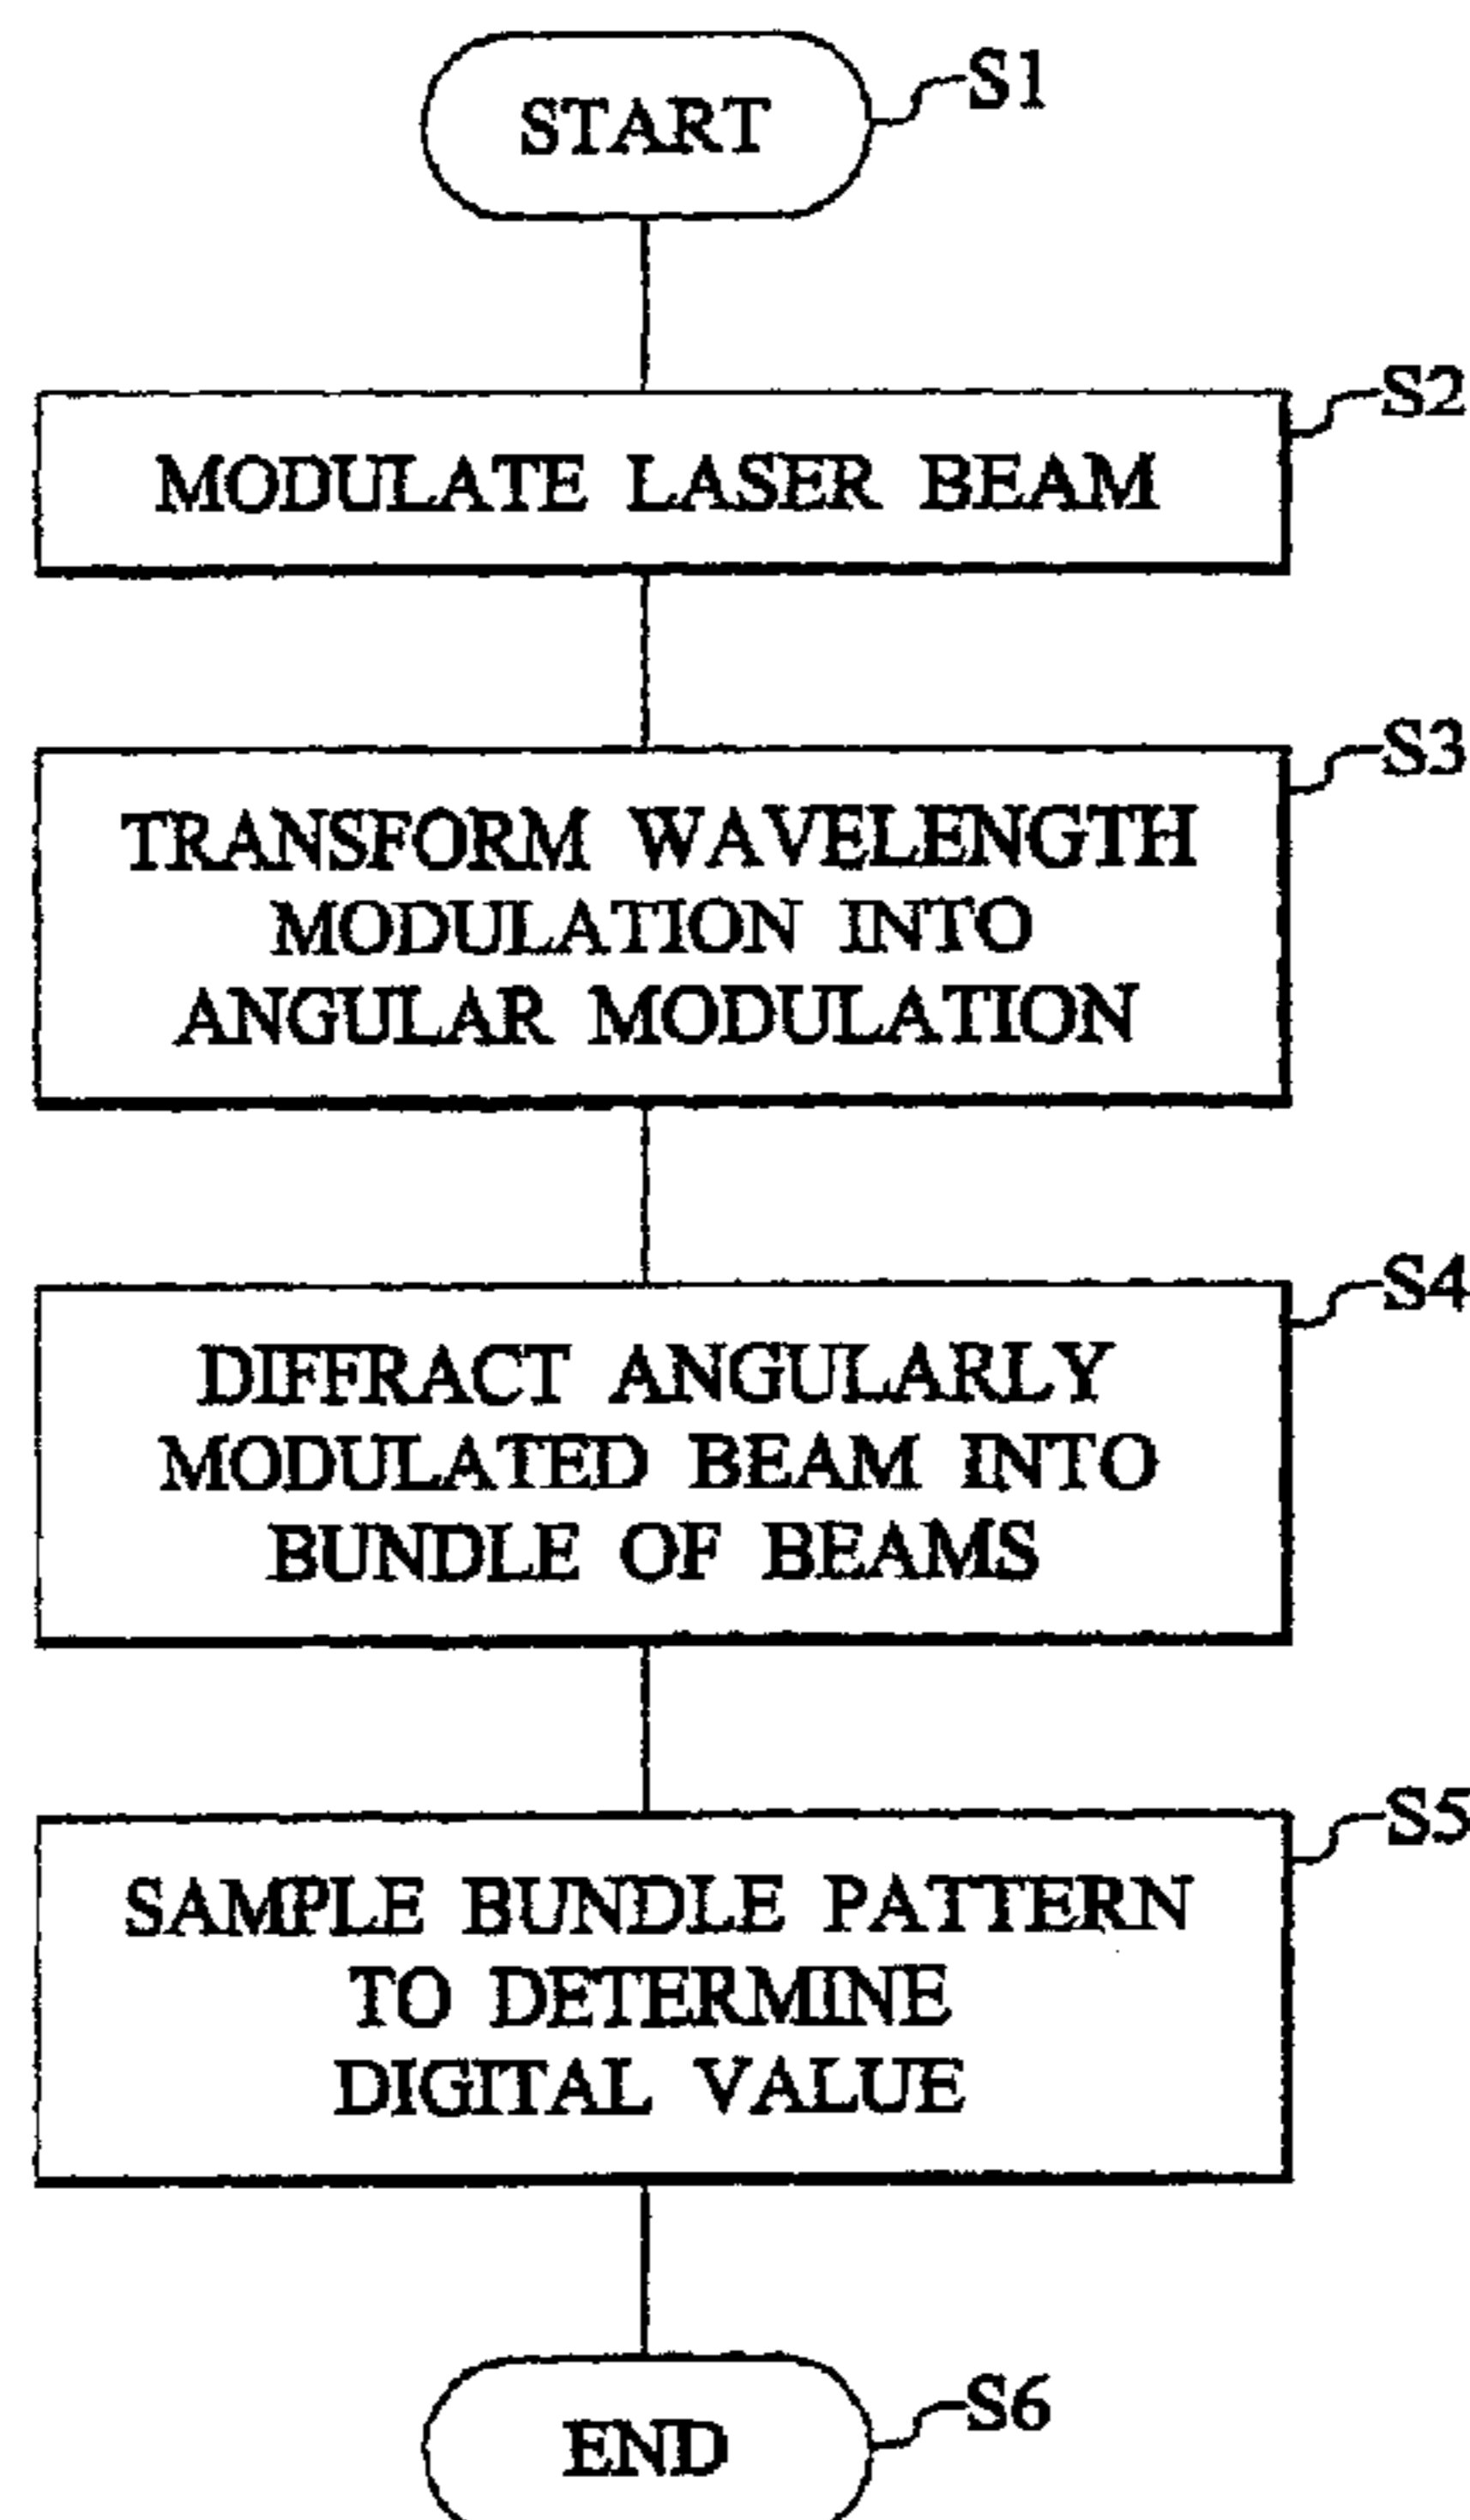 START
S1
S2
MODULATE LASER BEAM
S3
TRANSFORM WAVELENGTH
MODULATION INTO
ANGULAR MODULATION
S4
DIFFRACT ANGULARLY
MODULATED BEAM INTO
BUNDLE OF BEAMS
S5
SAMPLE BUNDLE PATTERN
TO DETERMINE
DIGITAL VALUE
S6
END